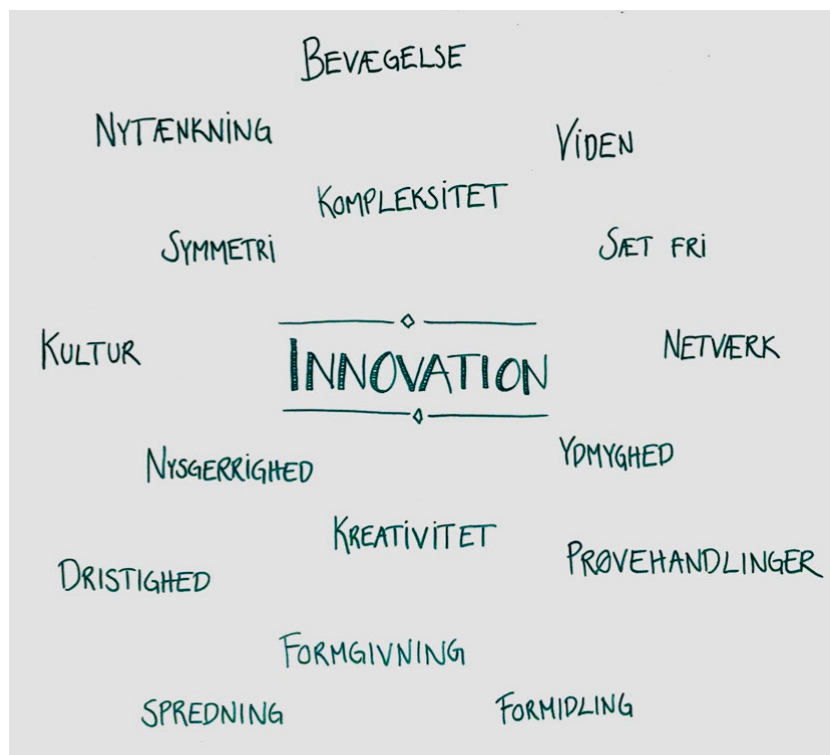 BEVÆGELSE
NYTÆNKNING
VIDEN
KOMPLEKSITET
SYMMETRI
SÆT FRI
KULTUR
INNOVATION
NETVÆRK
NYSGERRIGHED
YDMYGHED
KREATIVITET
DRISTIGHED
PRØVEHANDLINGER
FORMGIVNING
SPREDNING
FORMIDLING